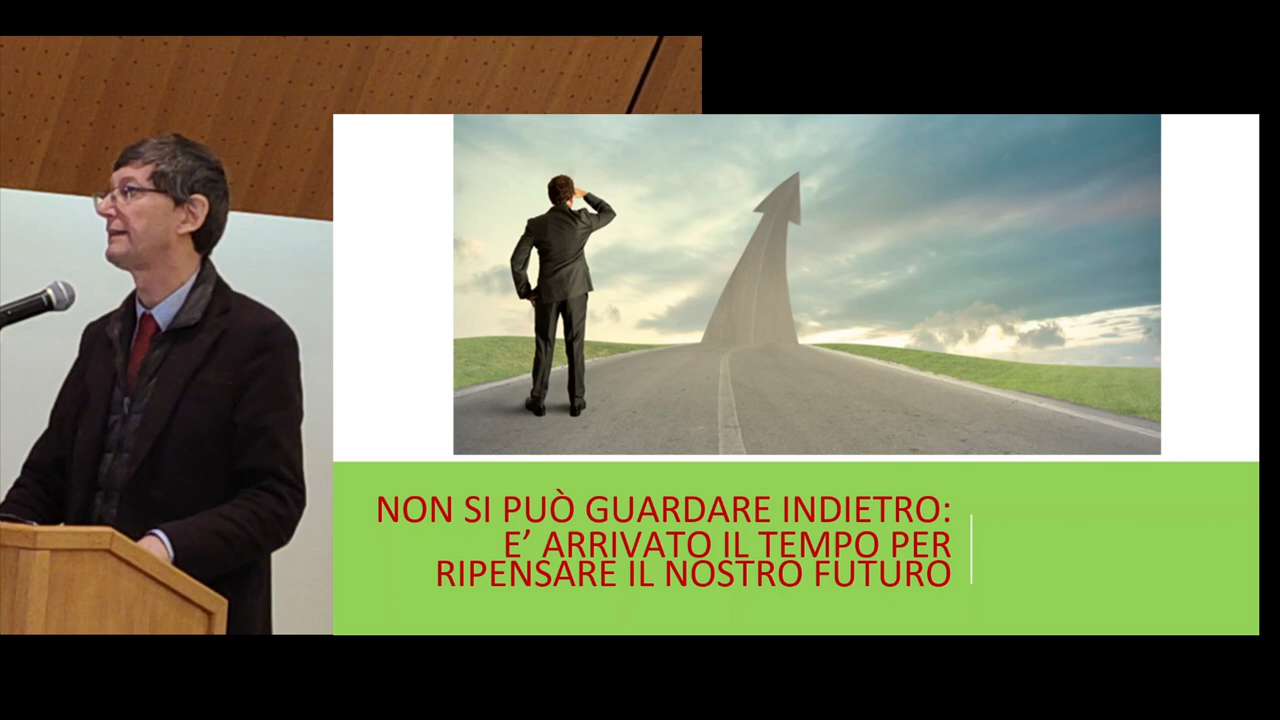 NON SI PUÒ GUARDARE INDIETRO:
E’ ARRIVATO IL TEMPO PER
RIPENSARE IL NOSTRO FUTURO